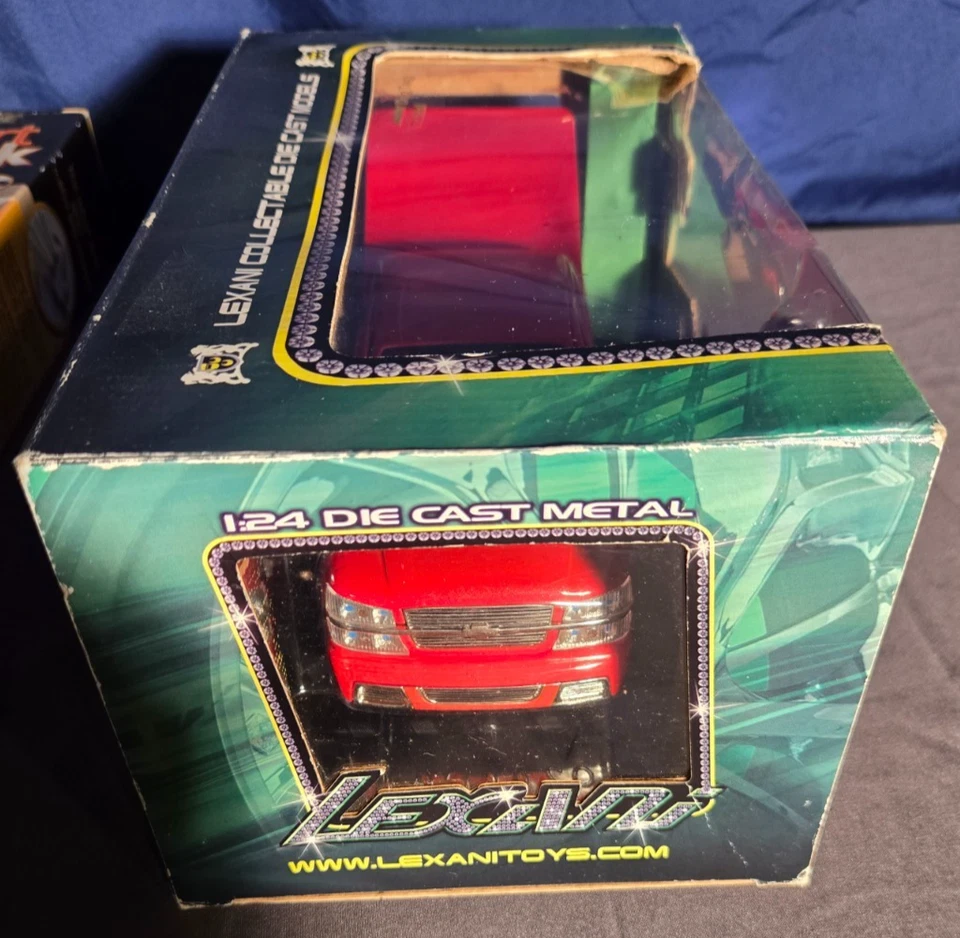 LEXANI COLLECTABLE DIE CAST MODELS
1:24 DIE CAST METAL
LEXANI
WWW.LEXANITOYS.COM